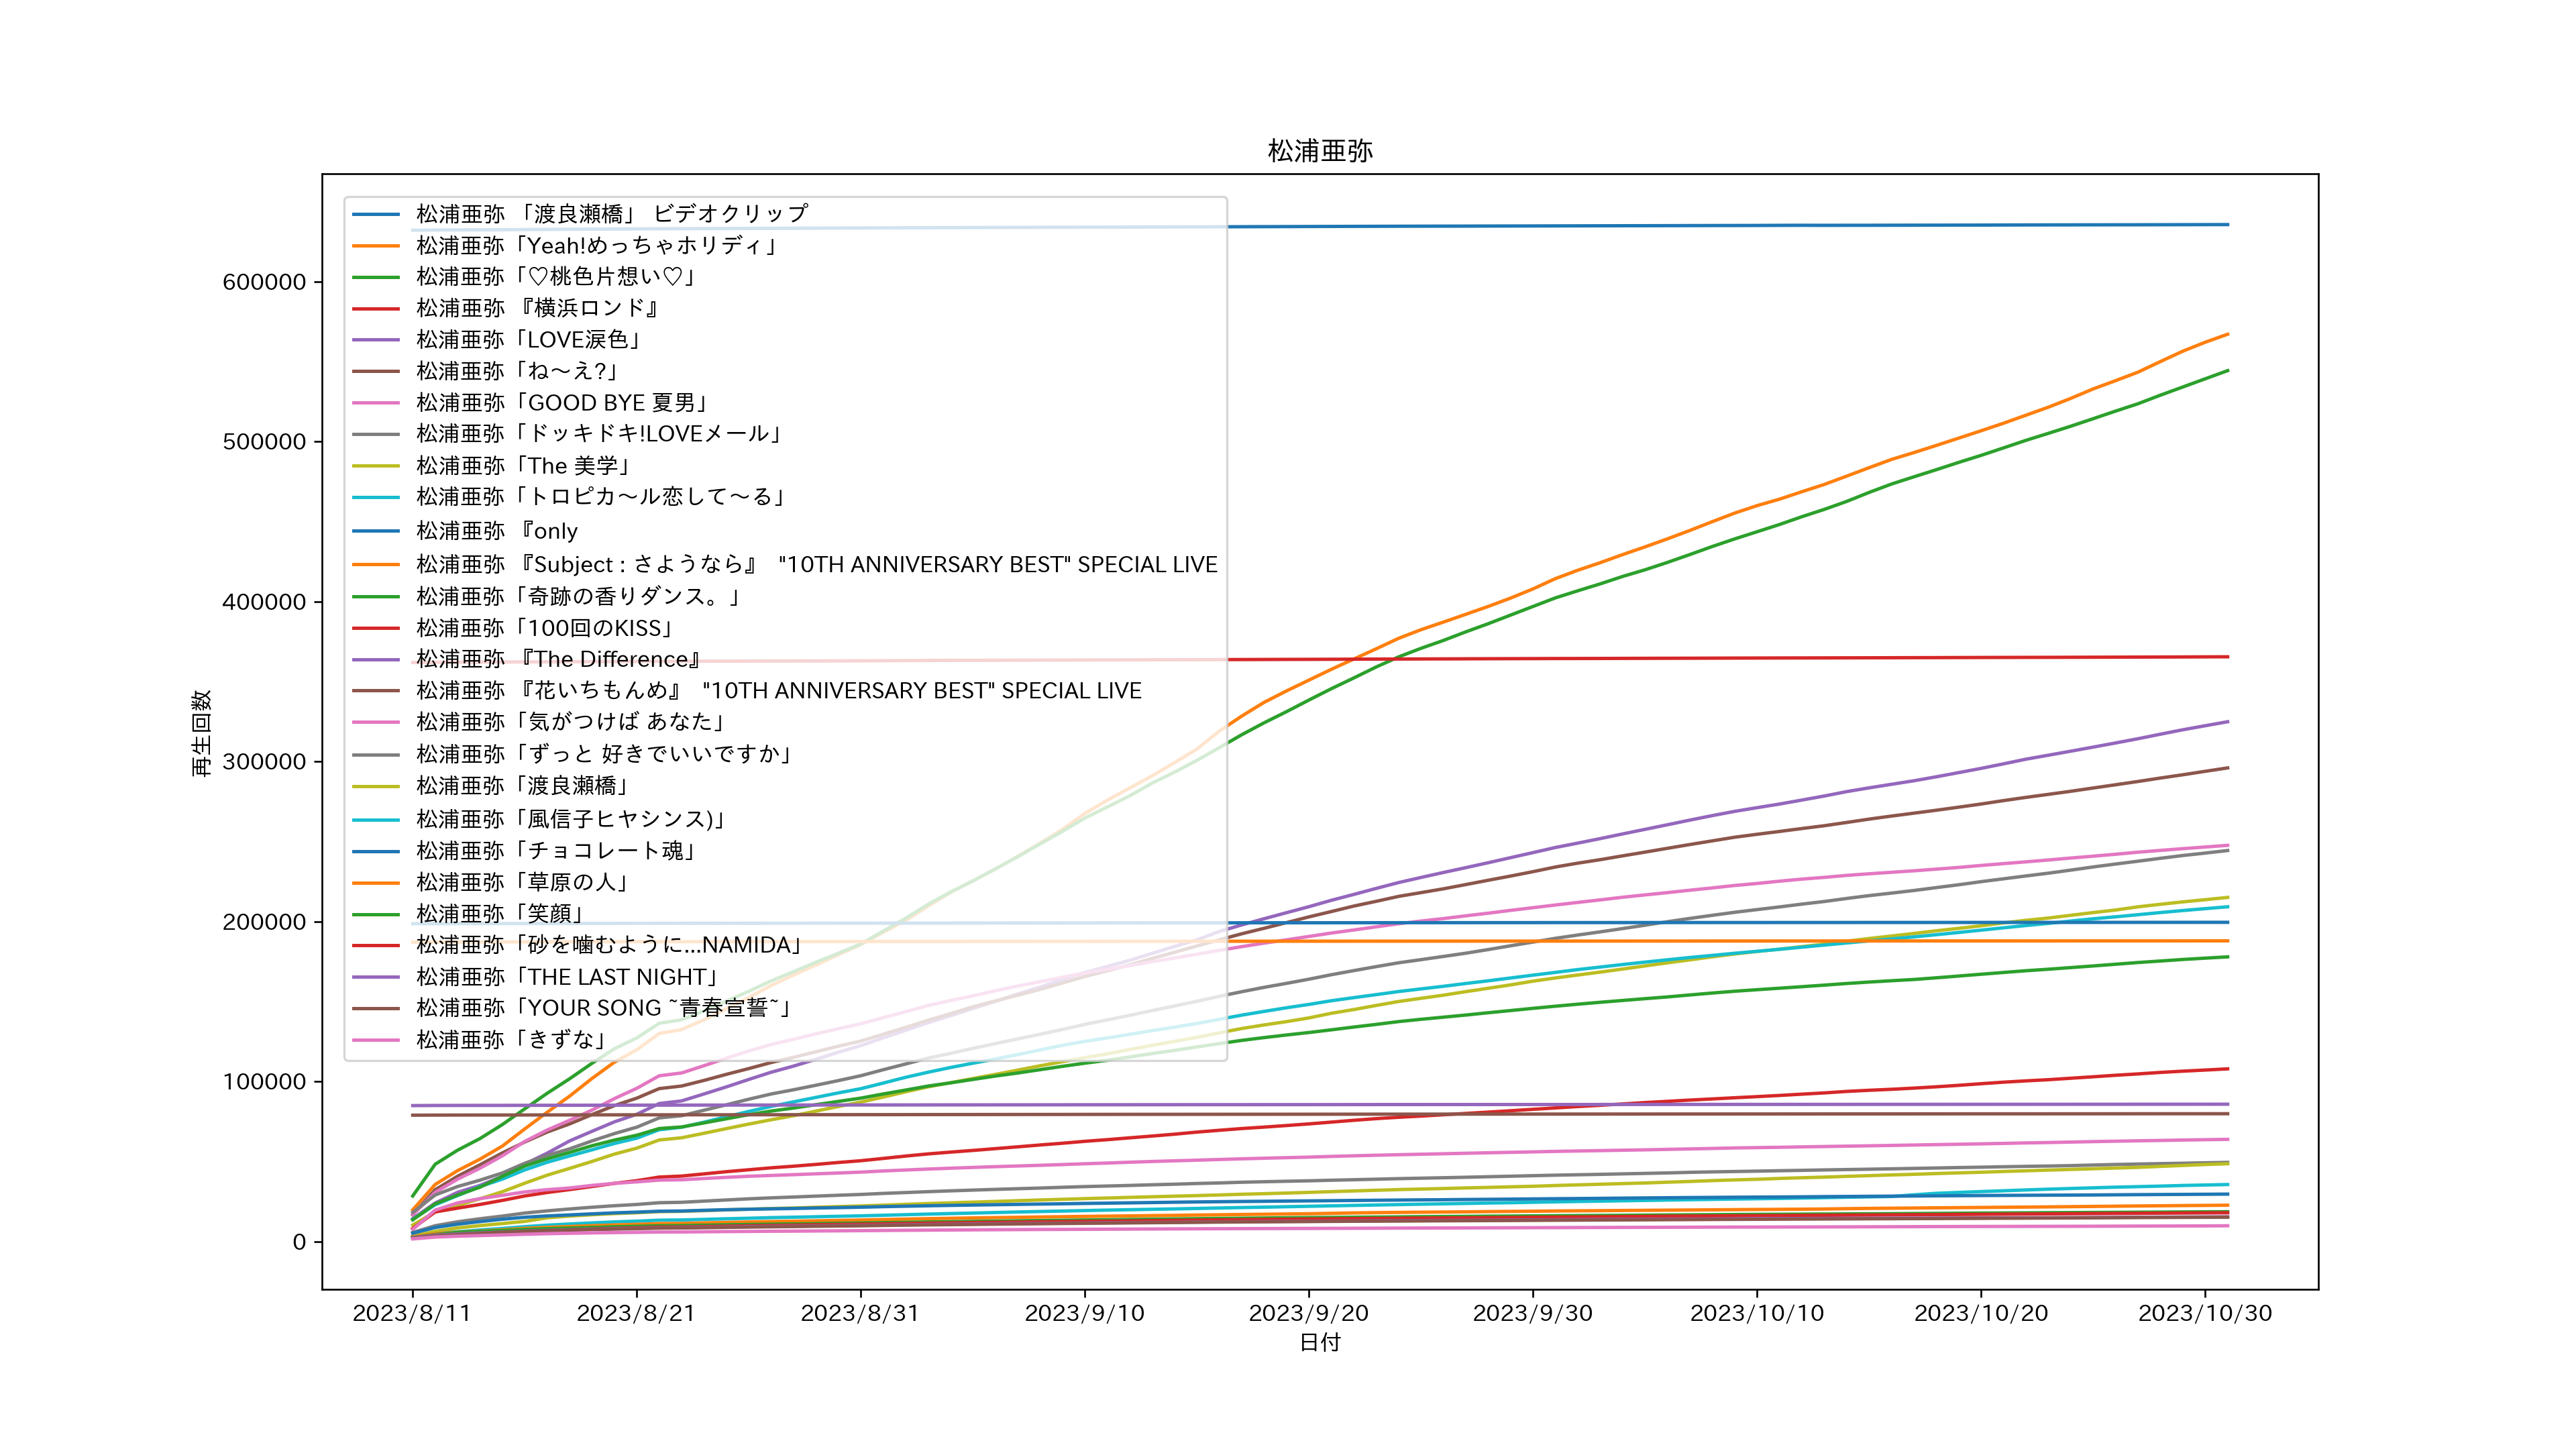 松浦亜弥
松浦亜弥 「渡良瀬橋」 ビデオクリップ
松浦亜弥「Yeah!めっちゃホリディ」
松浦亜弥「♡桃色片想い♡」
松浦亜弥 『横浜ロンド』
松浦亜弥「LOVE涙色」
松浦亜弥「ね～え?」
松浦亜弥「GOOD BYE 夏男」
松浦亜弥「ドッキドキ!LOVEメール」
松浦亜弥「The 美学」
松浦亜弥「トロピカ～ル恋して～る」
松浦亜弥 『only
松浦亜弥 『Subject : さようなら』 "10TH ANNIVERSARY BEST" SPECIAL LIVE
松浦亜弥「奇跡の香りダンス。」
松浦亜弥「100回のKISS」
松浦亜弥 『The Difference』
松浦亜弥 『花いちもんめ』 "10TH ANNIVERSARY BEST" SPECIAL LIVE
松浦亜弥「気がつけば あなた」
松浦亜弥「ずっと 好きでいいですか」
松浦亜弥「渡良瀬橋」
松浦亜弥「風信子ヒヤシンス)」
松浦亜弥「チョコレート魂」
松浦亜弥「草原の人」
松浦亜弥「笑顔」
松浦亜弥「砂を噛むように…NAMIDA」
松浦亜弥「THE LAST NIGHT」
松浦亜弥「YOUR SONG ~青春宣誓~」
松浦亜弥「きずな」
再生回数
600000
500000
400000
300000
200000
100000
0
2023/8/11 2023/8/21 2023/8/31 2023/9/10 2023/9/20 2023/9/30 2023/10/10 2023/10/20 2023/10/30
日付